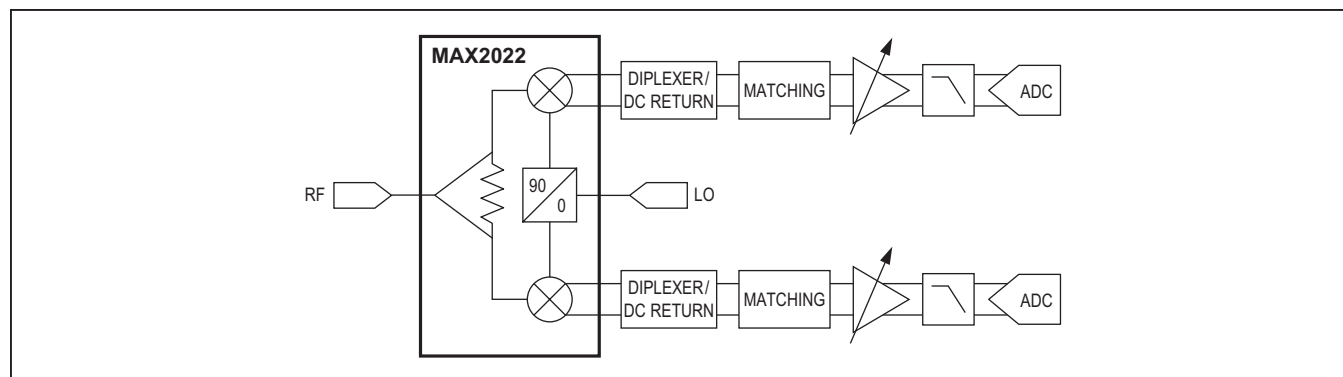 MAX2022
DIPLEXER/
DC RETURN
MATCHING
ADC
RF
90
0
LO
DIPLEXER/
DC RETURN
MATCHING
ADC